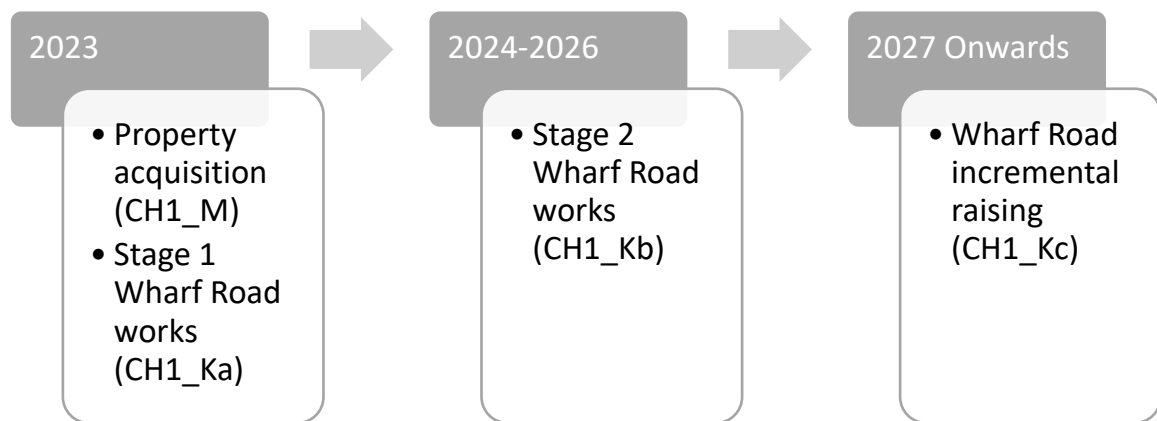 2023
• Property
acquisition
(CH1_M)
• Stage 1
Wharf Road
works
(CH1_Ka)
2024-2026
• Stage 2
Wharf Road
works
(CH1_Kb)
2027 Onwards
• Wharf Road
incremental
raising
(CH1_Kc)